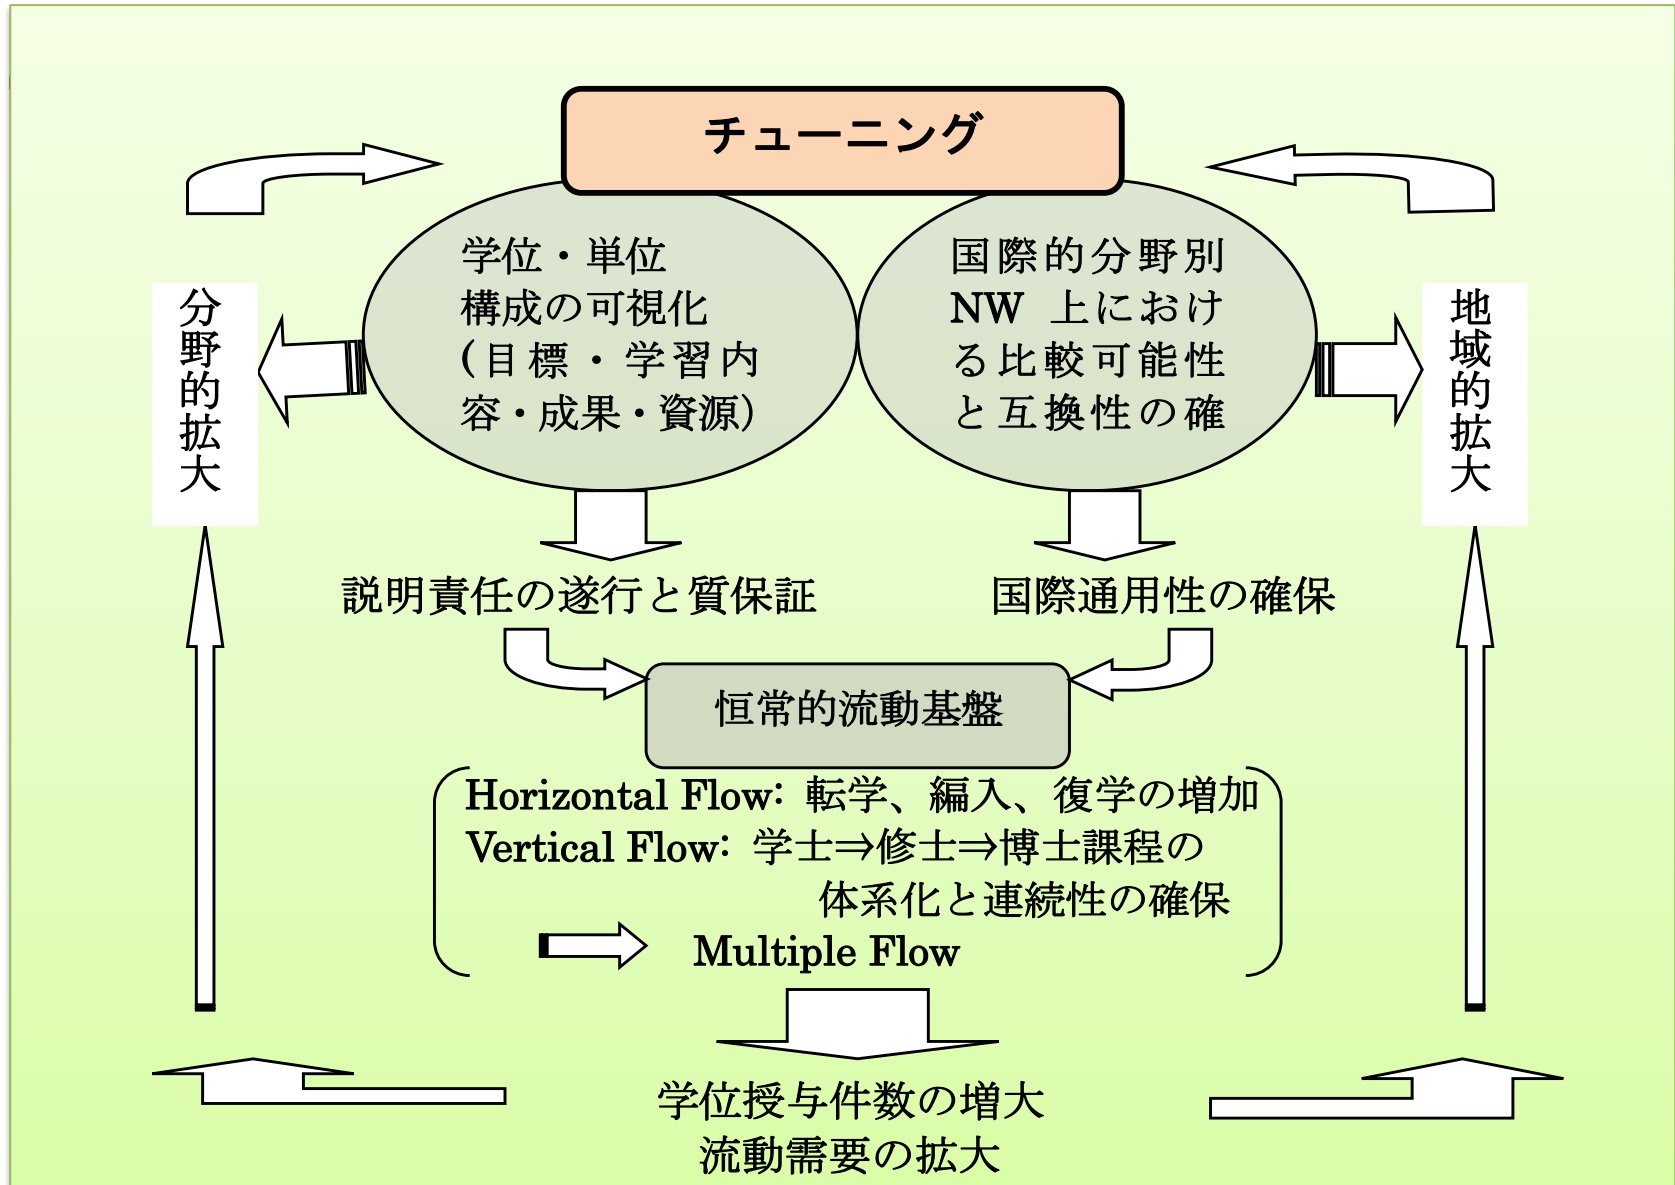 チューニング
学位・単位
構成の可視化
(目標・学習内
容・成果・資源)
国際的分野別
NW 上におけ
る比較可能性
と互換性の確
分野的拡大
地域的拡大
説明責任の遂行と質保証
国際通用性の確保
恒常的流動基盤
Horizontal Flow: 転学、編入、復学の増加
Vertical Flow: 学士⇒修士⇒博士課程の
体系化と連続性の確保
Multiple Flow
学位授与件数の増大
流動需要の拡大